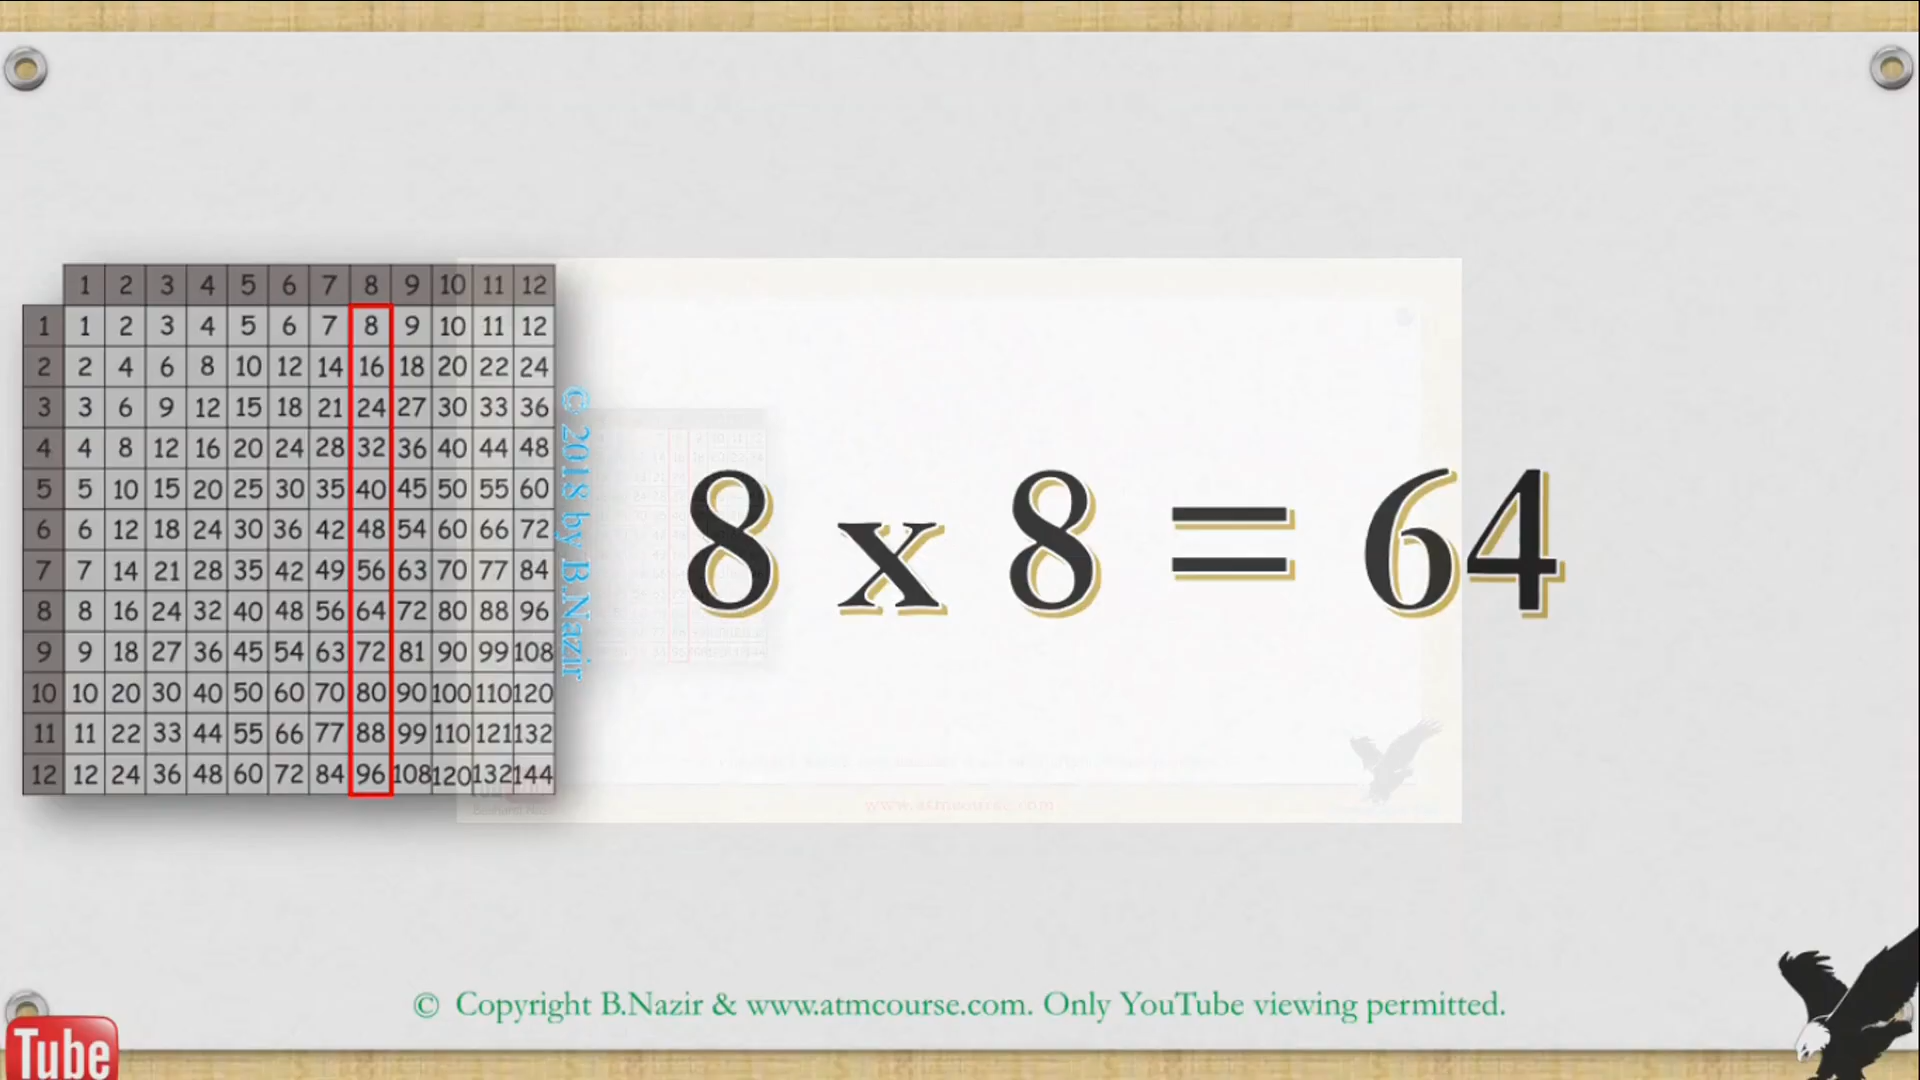 1 2 3 4 5 6 7 8 9 10 11 12
1 1 2 3 4 5 6 7 8 9 10 11 12
2 2 4 6 8 10 12 14 16 18 20 22 24
3 3 6 9 12 15 18 21 24 27 30 33 36
4 4 8 12 16 20 24 28 32 36 40 44 48
5 5 10 15 20 25 30 35 40 45 50 55 60
6 6 12 18 24 30 36 42 48 54 60 66 72
7 7 14 21 28 35 42 49 56 63 70 77 84
8 8 16 24 32 40 48 56 64 72 80 88 96
9 9 18 27 36 45 54 63 72 81 90 99 108
10 10 20 30 40 50 60 70 80 90 100 110 120
11 11 22 33 44 55 66 77 88 99 110 121 132
12 12 24 36 48 60 72 84 96 108 120 132 144
© 2018 by B.Nazir
8 x 8 = 64
www.atmcourse.com
© Copyright B.Nazir & www.atmcourse.com. Only YouTube viewing permitted.
Tube